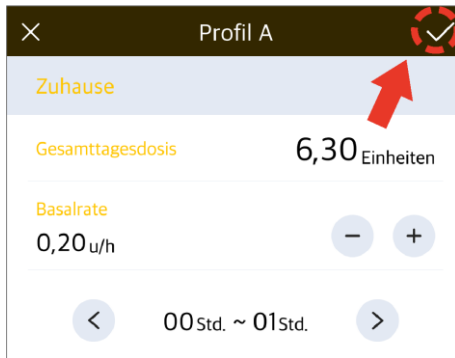 Profil A
Zuhause
Gesamttagesdosis 6,30 Einheiten
Basalrate
0,20 u/h
00 Std. ~ 01 Std.